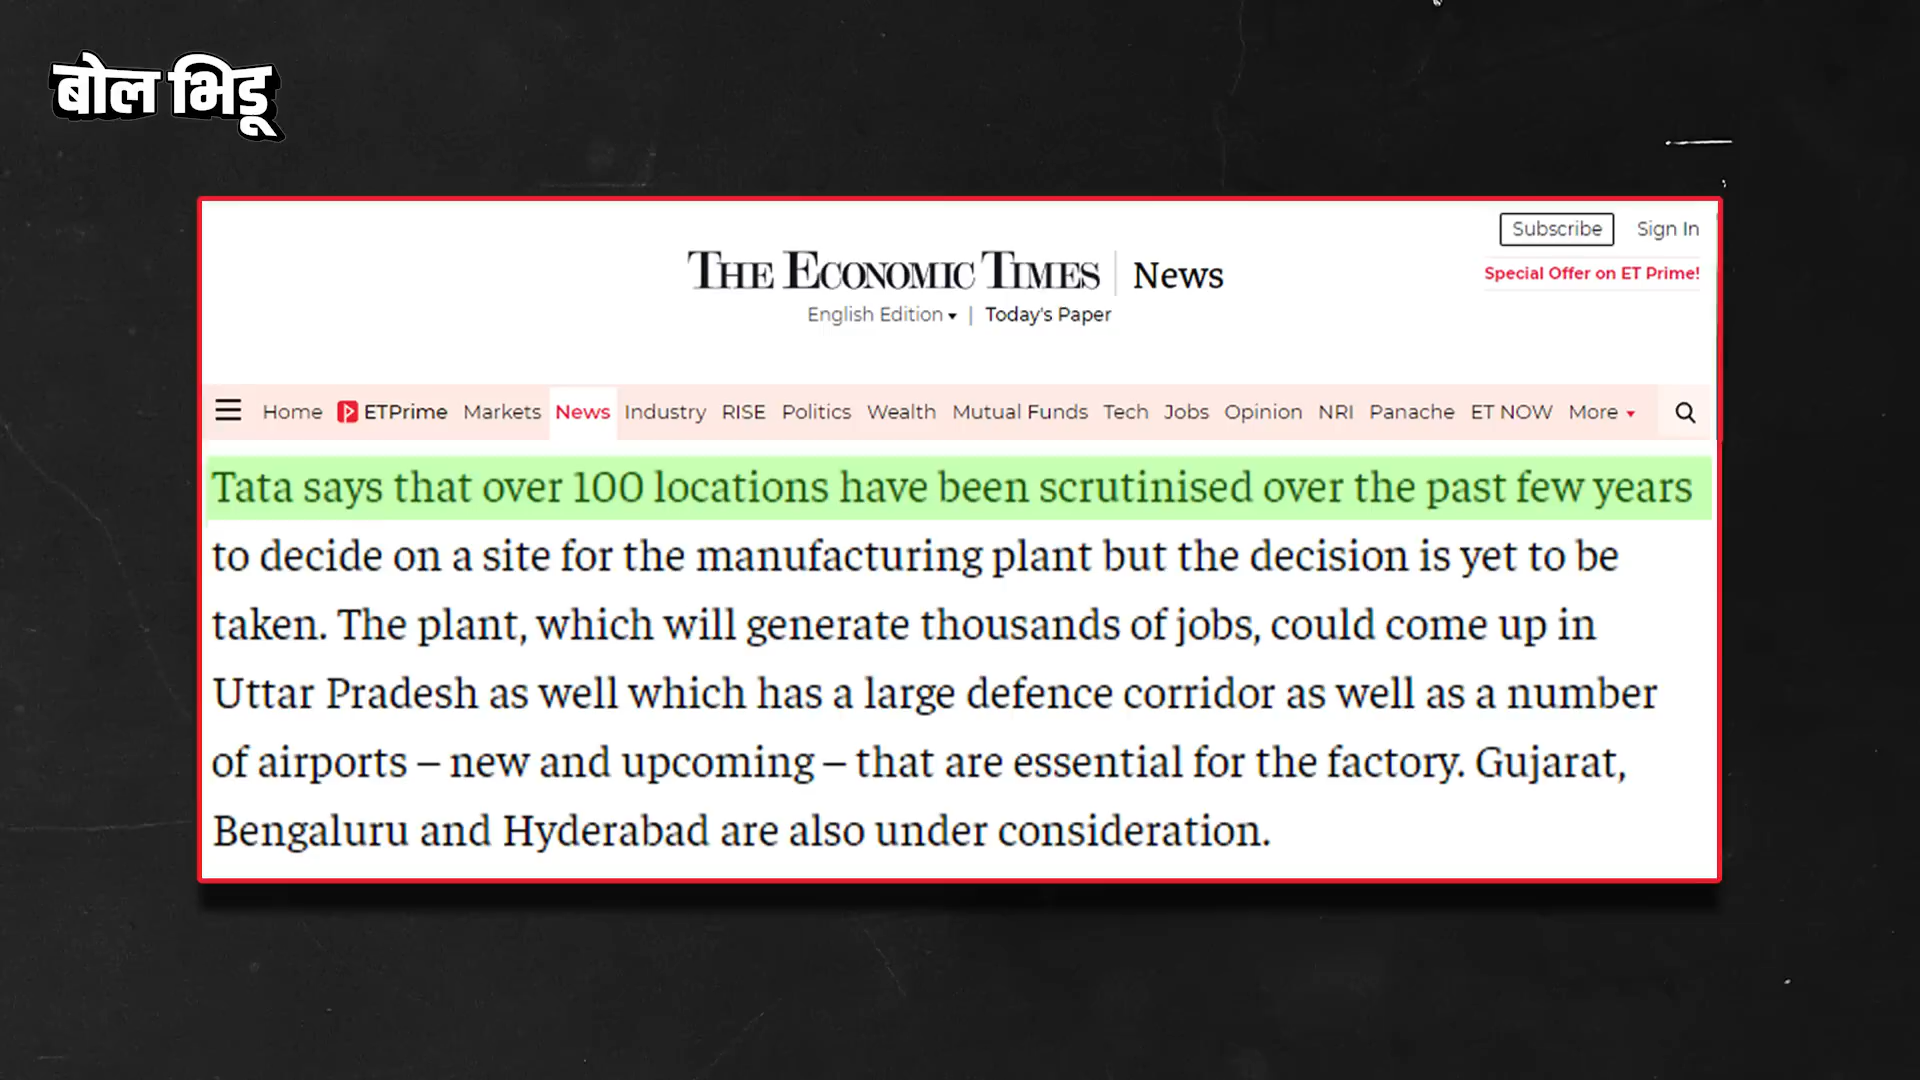 बोल भिडू
Subscribe Sign In
THE ECONOMIC TIMES | News
Special Offer on ET Prime!
English Edition | Today's Paper
Home ETPrime Markets News Industry RISE Politics Wealth Mutual Funds Tech Jobs Opinion NRI Panache ET NOW More
Tata says that over 100 locations have been scrutinised over the past few years
to decide on a site for the manufacturing plant but the decision is yet to be
taken. The plant, which will generate thousands of jobs, could come up in
Uttar Pradesh as well which has a large defence corridor as well as a number
of airports – new and upcoming – that are essential for the factory. Gujarat,
Bengaluru and Hyderabad are also under consideration.